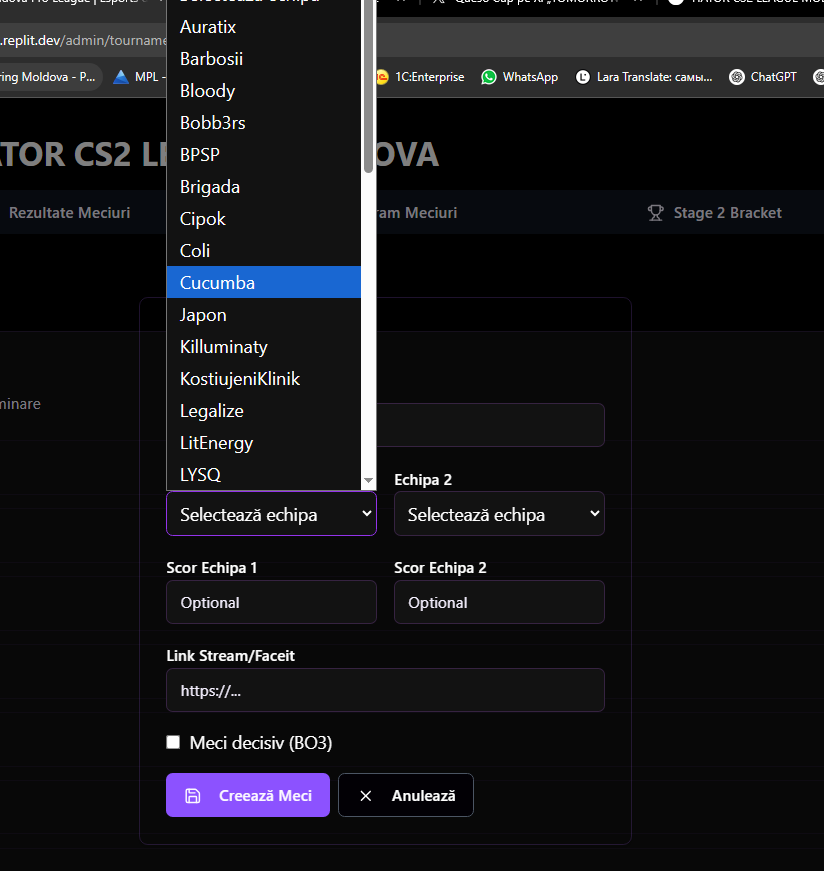 .replit.dev/admin/tourname
ring Moldova - P...
MPL -
1C:Enterprise
WhatsApp
Lara Translate: самы...
ChatGPT
Auratix
Barbosii
Bloody
Bobb3rs
BPSP
Brigada
Cipok
Coli
Cucumba
Japon
Killuminaty
KostiujeniKlinik
Legalize
LitEnergy
LYSQ
ATOR CS2 LE
OVA
Rezultate Meciuri
ram Meciuri
Stage 2 Bracket
minare
Echipa 2
Selectează echipa
Selectează echipa
Scor Echipa 1
Scor Echipa 2
Optional
Optional
Link Stream/Faceit
https://...
Meci decisiv (BO3)
Creează Meci
Anulează